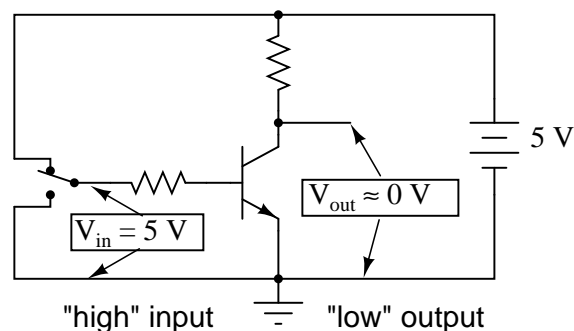 5 V
V_out ≈ 0 V
V_in = 5 V
"high" input
"low" output